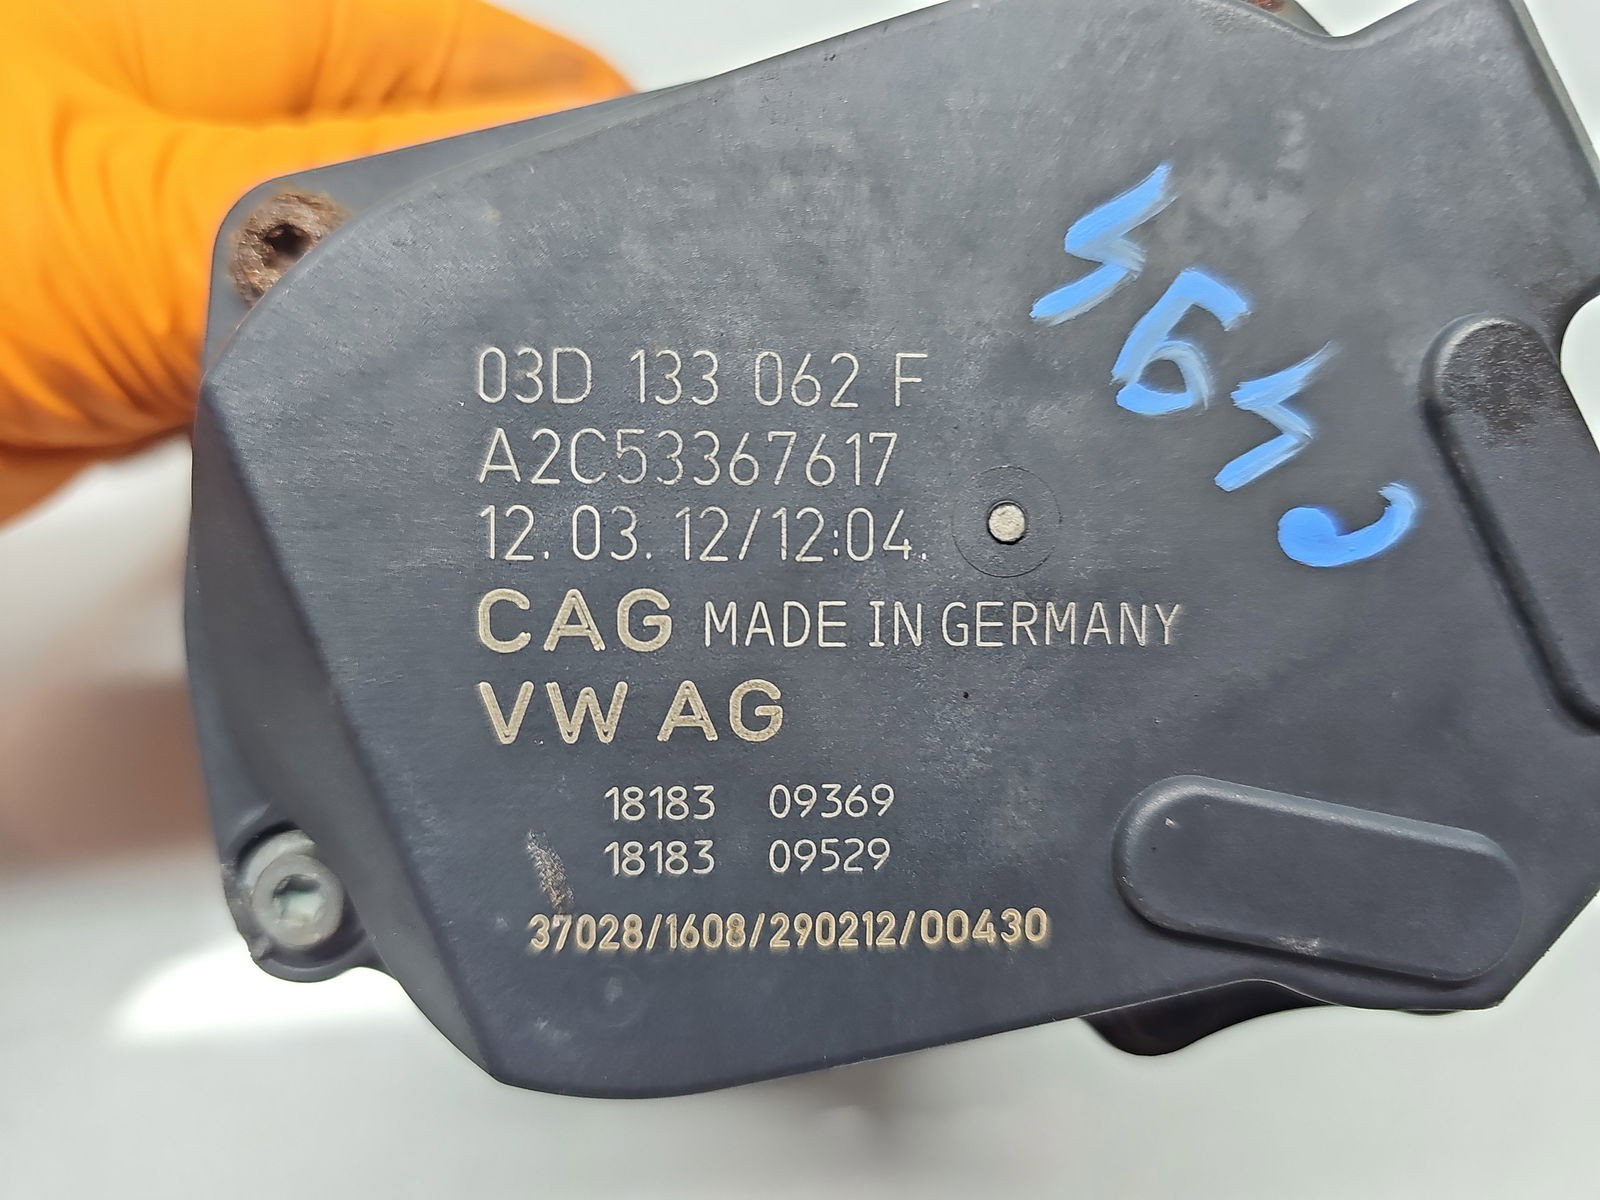 03D 133 062 F
A2C53367617
12. 03. 12/12:04.
CAG MADE IN GERMANY
VW AG
18183 09369
18183 09529
37028/1608/290212/00430